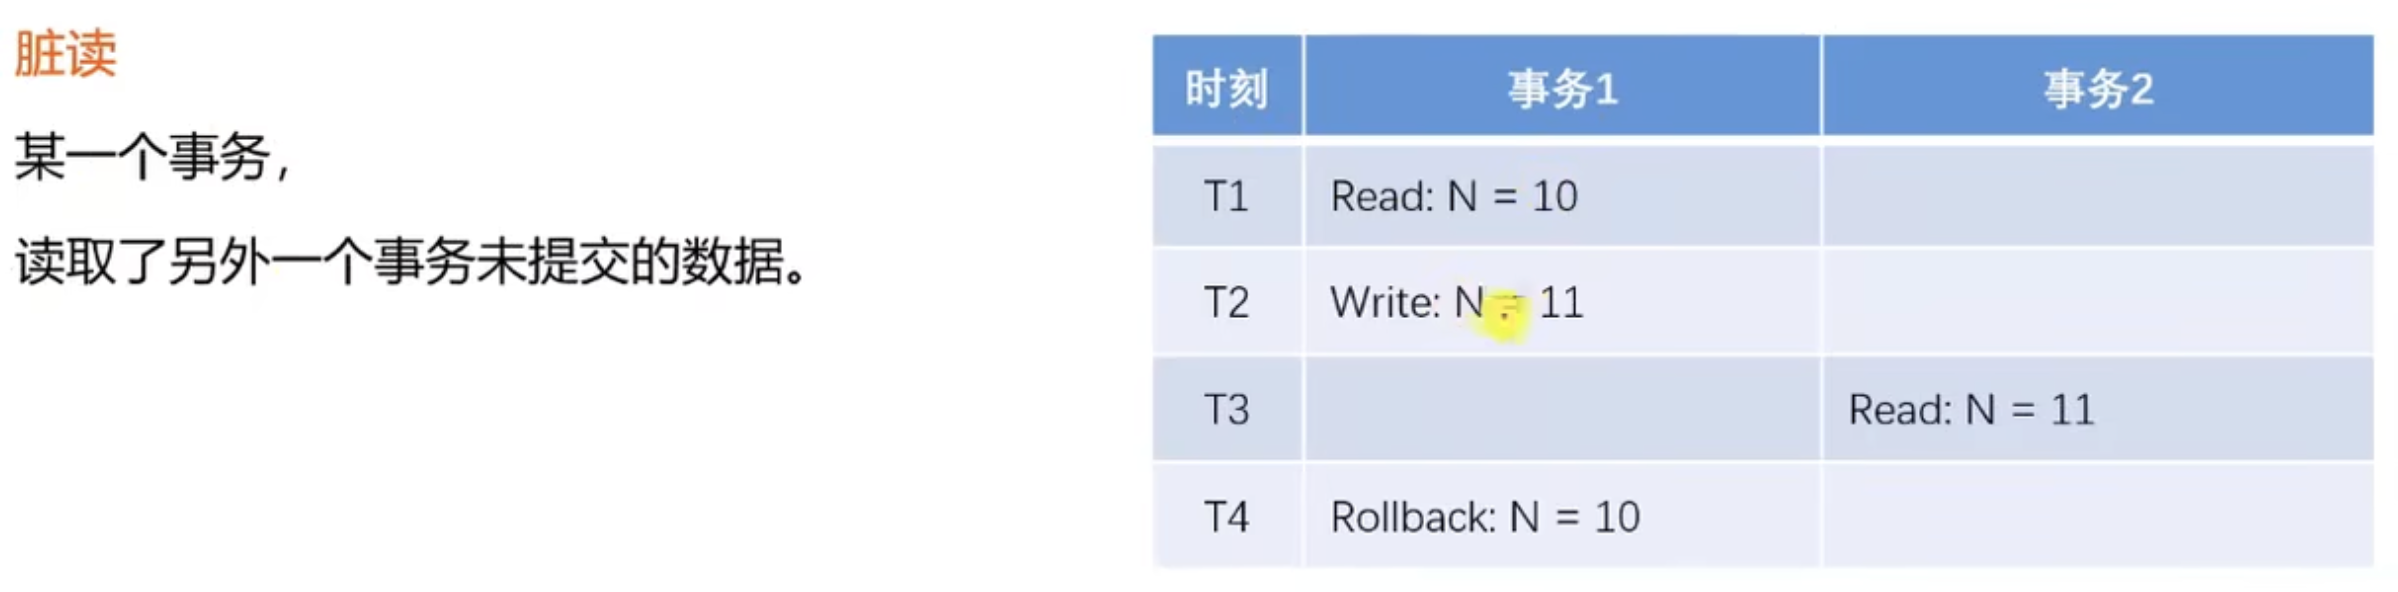 脏读
某一个事务，
读取了另外一个事务未提交的数据。
时刻 事务1 事务2
T1 Read: N = 10
T2 Write: N = 11
T3 Read: N = 11
T4 Rollback: N = 10